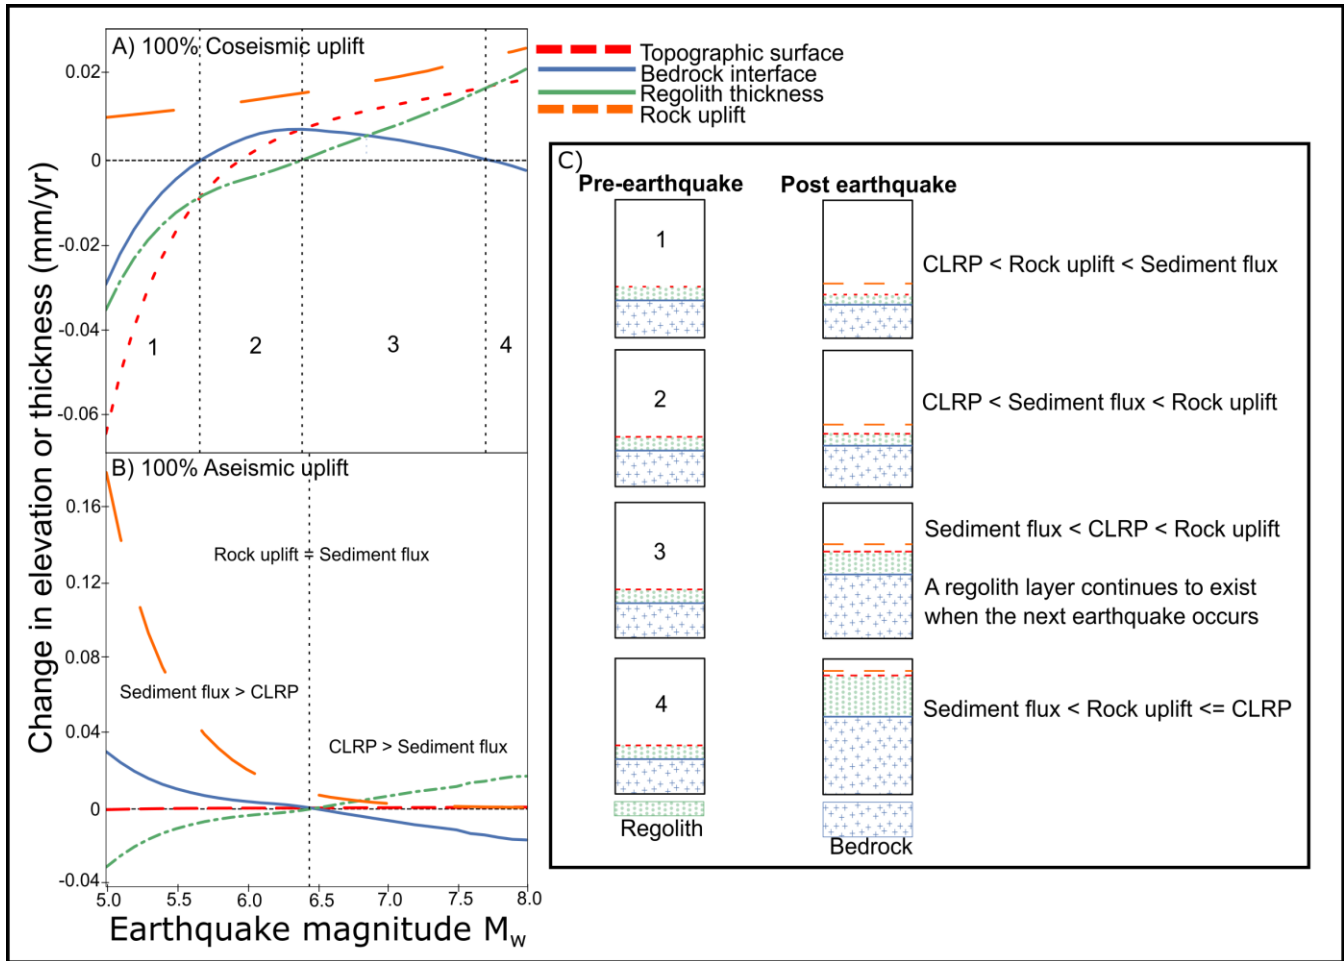 A) 100% Coseismic uplift
Topographic surface
Bedrock interface
Regolith thickness
Rock uplift
Change in elevation or thickness (mm/yr)
0.02
0
-0.02
-0.04
-0.06
1
2
3
4
B) 100% Aseismic uplift
0.16
0.12
0.08
0.04
0
-0.04
Rock uplift = Sediment flux
Sediment flux > CLRP
CLRP > Sediment flux
5.0 5.5 6.0 6.5 7.0 7.5 8.0
Earthquake magnitude Mw
C)
Pre-earthquake Post earthquake
1
CLRP < Rock uplift < Sediment flux
2
CLRP < Sediment flux < Rock uplift
3
Sediment flux < CLRP < Rock uplift
A regolith layer continues to exist
when the next earthquake occurs
4
Sediment flux < Rock uplift <= CLRP
Regolith
Bedrock